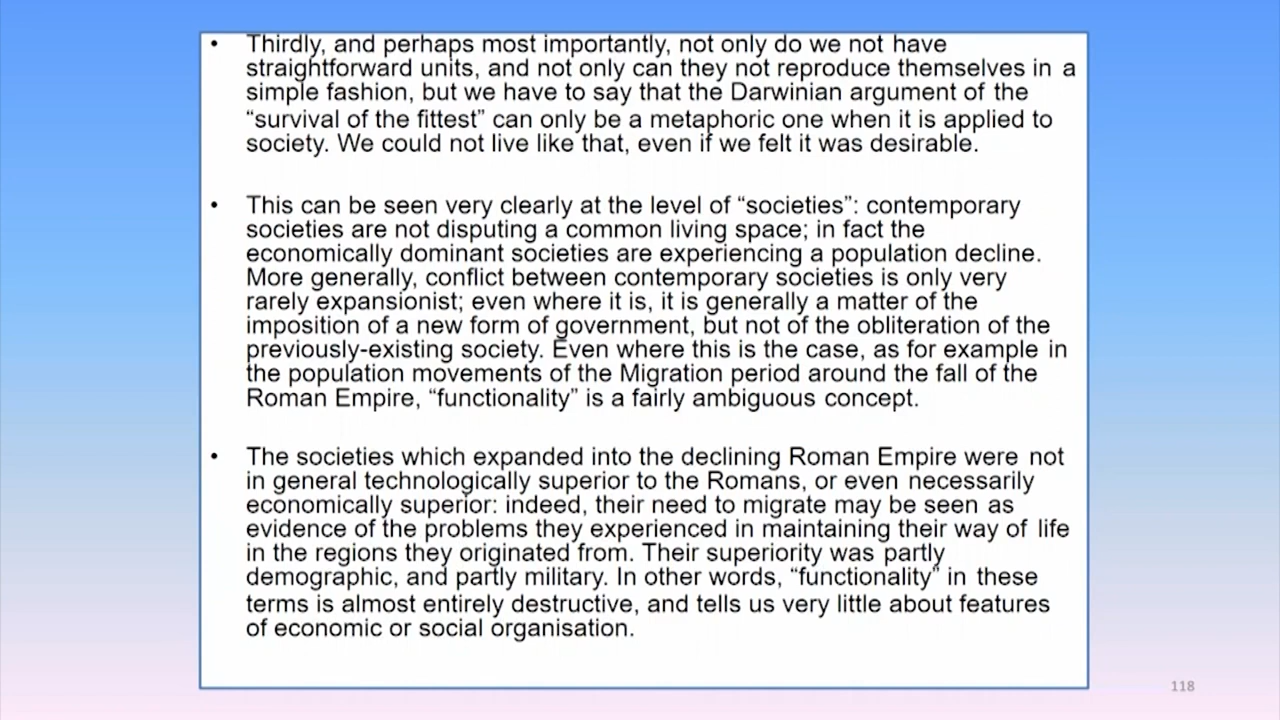 • Thirdly, and perhaps most importantly, not only do we not have
straightforward units, and not only can they not reproduce themselves in a
simple fashion, but we have to say that the Darwinian argument of the
“survival of the fittest” can only be a metaphoric one when it is applied to
society. We could not live like that, even if we felt it was desirable.
• This can be seen very clearly at the level of “societies”: contemporary
societies are not disputing a common living space; in fact the
economically dominant societies are experiencing a population decline.
More generally, conflict between contemporary societies is only very
rarely expansionist; even where it is, it is generally a matter of the
imposition of a new form of government, but not of the obliteration of the
previously-existing society. Even where this is the case, as for example in
the population movements of the Migration period around the fall of the
Roman Empire, “functionality” is a fairly ambiguous concept.
• The societies which expanded into the declining Roman Empire were not
in general technologically superior to the Romans, or even necessarily
economically superior: indeed, their need to migrate may be seen as
evidence of the problems they experienced in maintaining their way of life
in the regions they originated from. Their superiority was partly
demographic, and partly military. In other words, “functionality” in these
terms is almost entirely destructive, and tells us very little about features
of economic or social organisation.
118